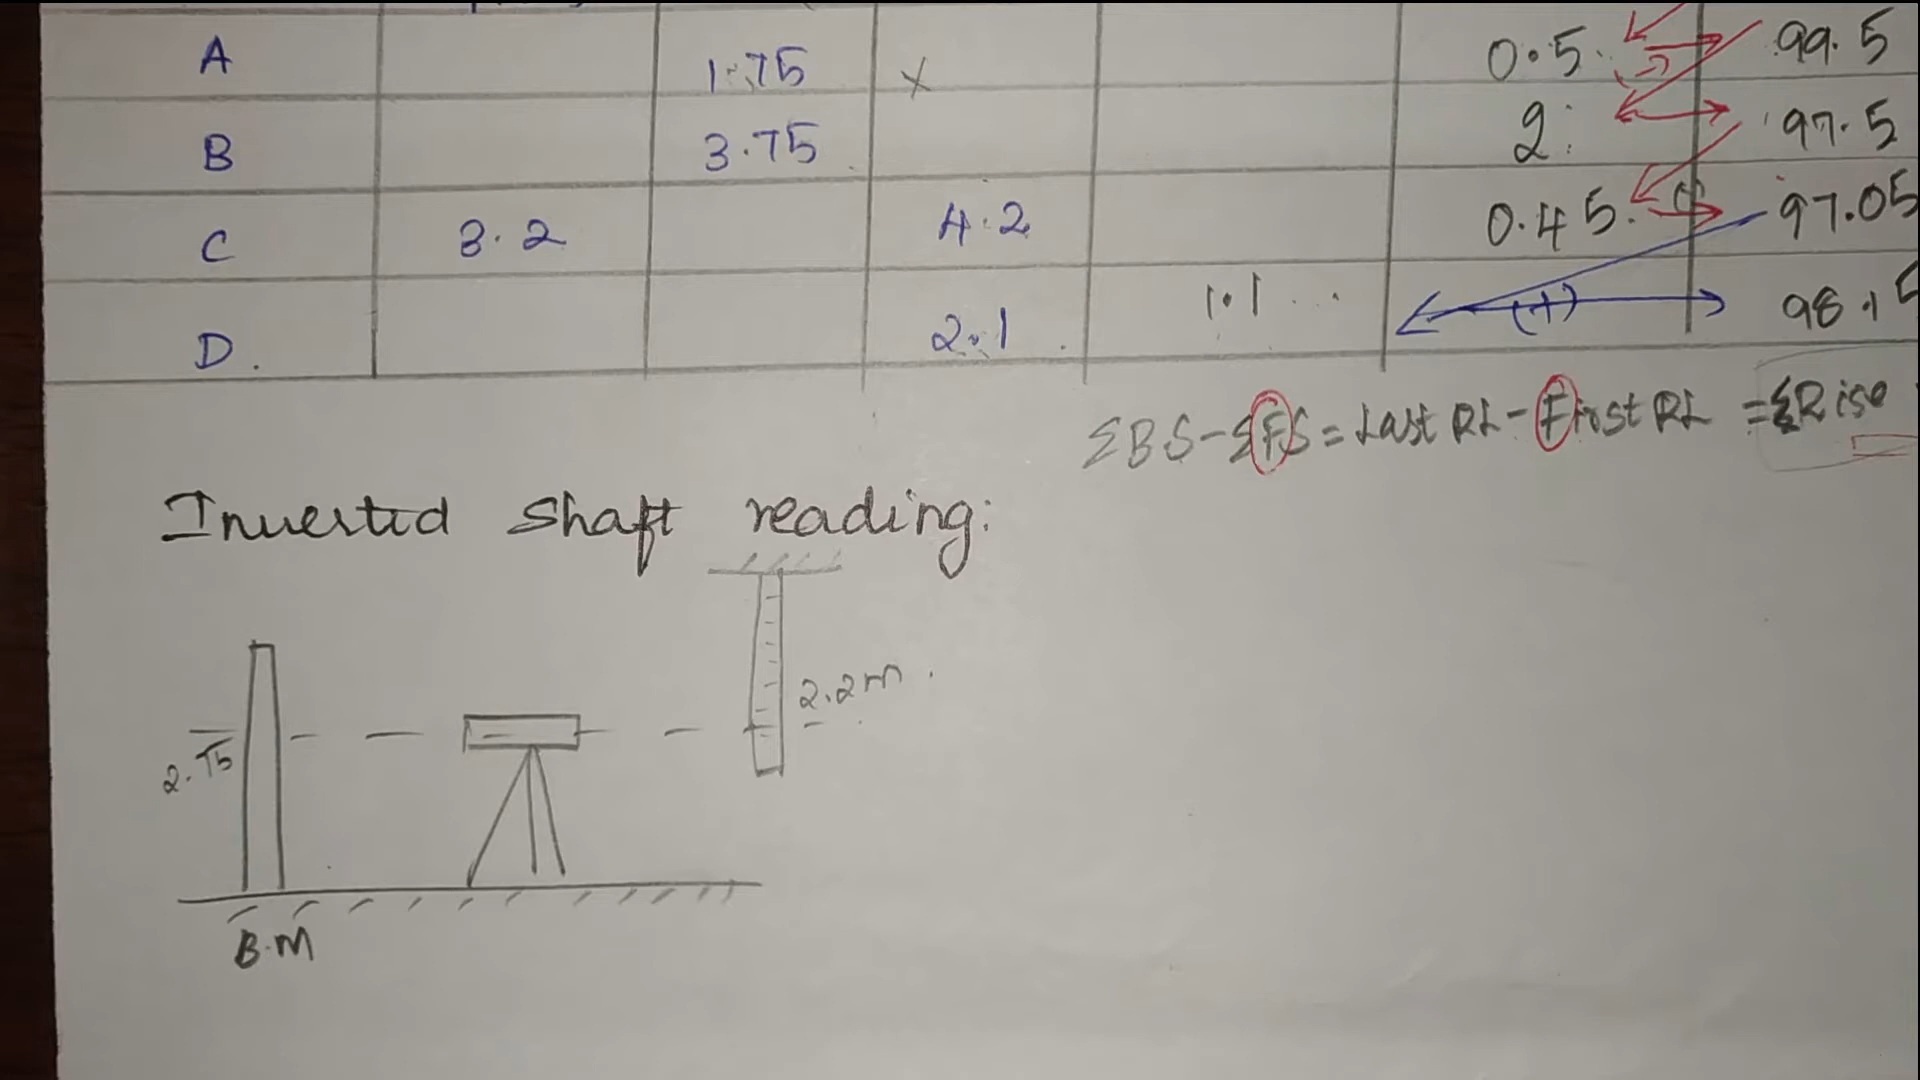 A 1.75 x 0.5. (-) 99.5
B 3.75 2 97.5
C 3.2 4.2 0.45. 97.05
D. 2.1 1.1 (+) 98.15
ΣBS-ΣFS = Last RL - First RL = ΣRise
Inverted Shaft reading:
2.2m.
2.75
B.M